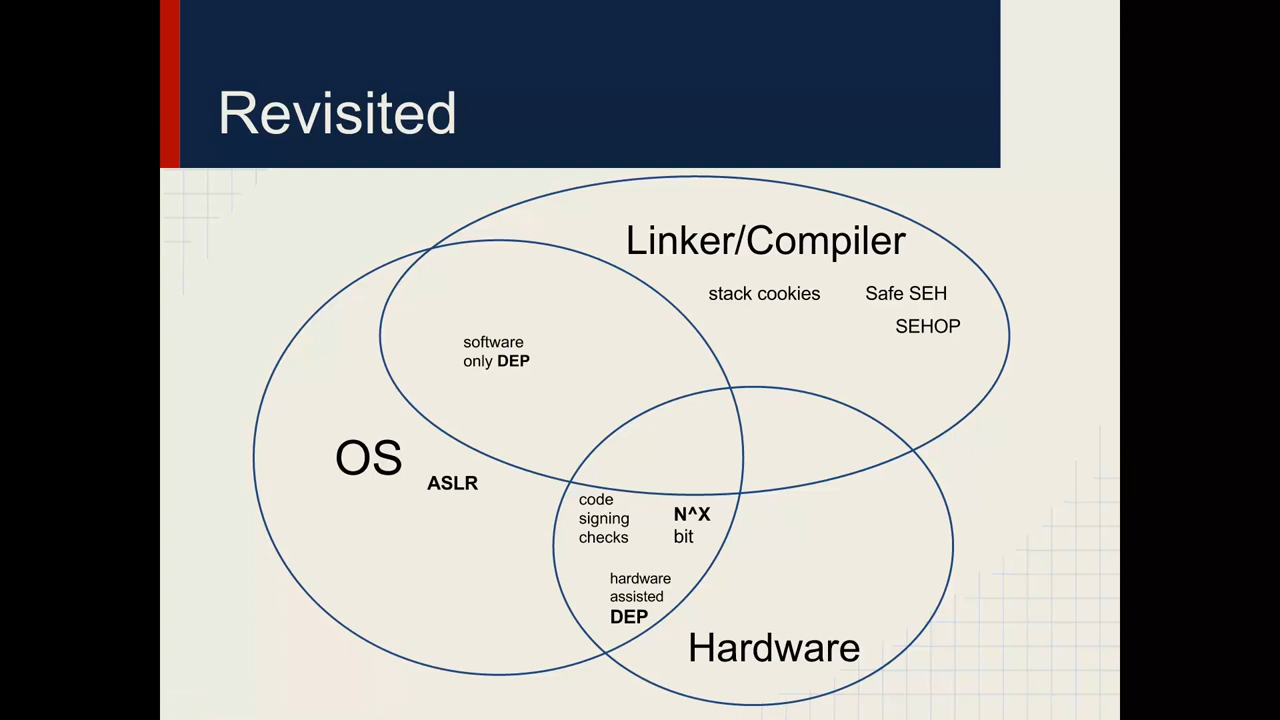 Revisited
Linker/Compiler
stack cookies
Safe SEH
SEHOP
software
only DEP
OS
ASLR
code
signing
checks
N^X
bit
hardware
assisted
DEP
Hardware